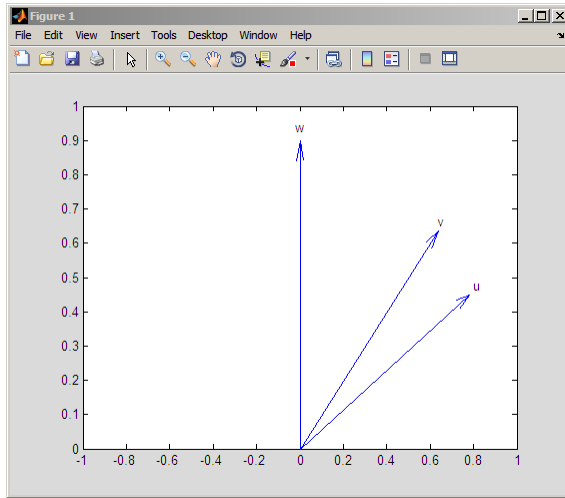 Figure 1
File Edit View Insert Tools Desktop Window Help
1
w
0.9
0.8
0.7
v
0.6
0.5
u
0.4
0.3
0.2
0.1
0
-1 -0.8 -0.6 -0.4 -0.2 0 0.2 0.4 0.6 0.8 1